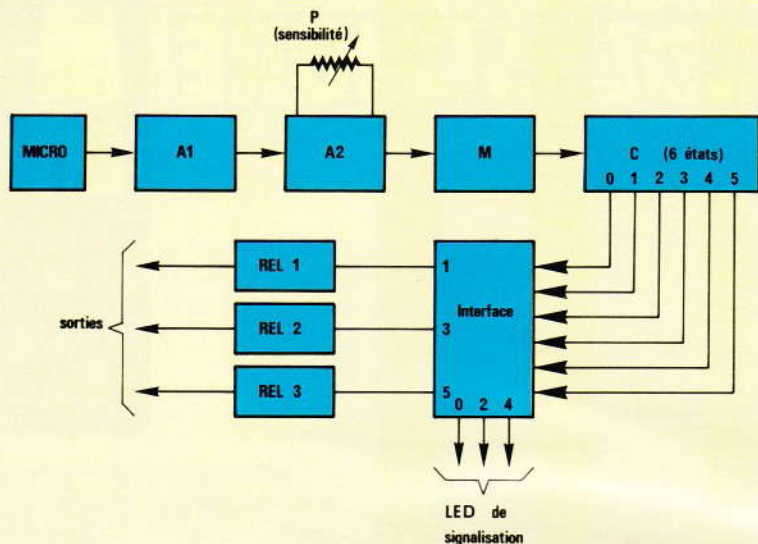 P
(sensibilité)
MICRO
A1
A2
M
C (6 états)
0 1 2 3 4 5
REL 1
REL 2
REL 3
sorties
1
Interface
3
5
0 2 4
LED de
signalisation